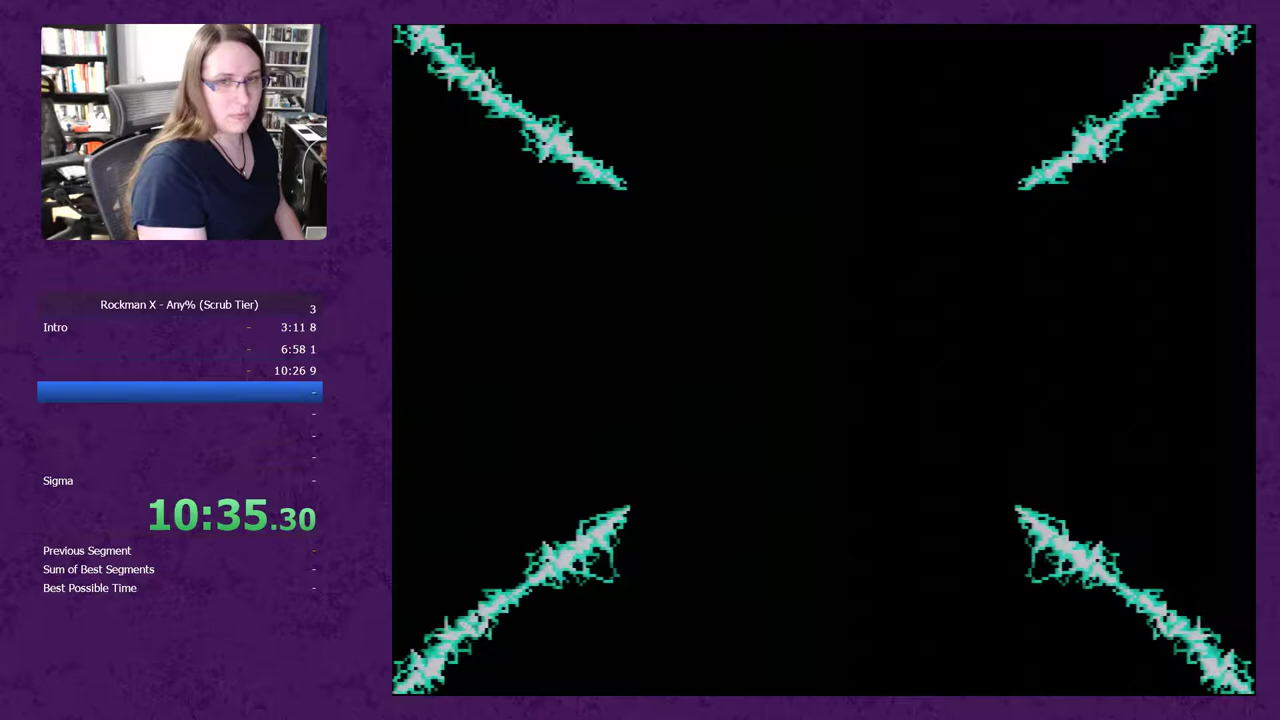 Rockman X - Any% (Scrub Tier) 3
Intro - 3:11 8
- 6:58 1
- 10:26 9
-
-
-
-
Sigma -
10:35.30
Previous Segment -
Sum of Best Segments -
Best Possible Time -